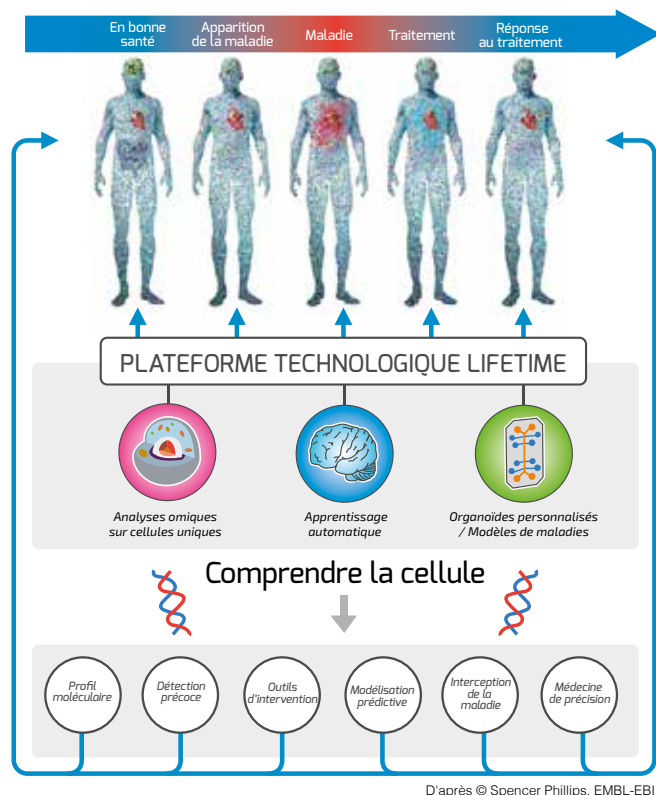 En bonne
santé
Apparition
de la maladie
Maladie
Traitement
Réponse
au traitement
PLATEFORME TECHNOLOGIQUE LIFETIME
Analyses omiques
sur cellules uniques
Apprentissage
automatique
Organoïdes personnalisés
/ Modèles de maladies
Comprendre la cellule
Profil
moléculaire
Détection
précoce
Outils
d'intervention
Modélisation
prédictive
Interception
de la
maladie
Médecine
de précision
D'après © Spencer Phillips, EMBL-EBI